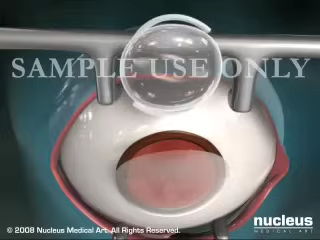 SAMPLE USE ONLY
nucleus
MEDICAL ART
© 2008 Nucleus Medical Art. All Rights Reserved.